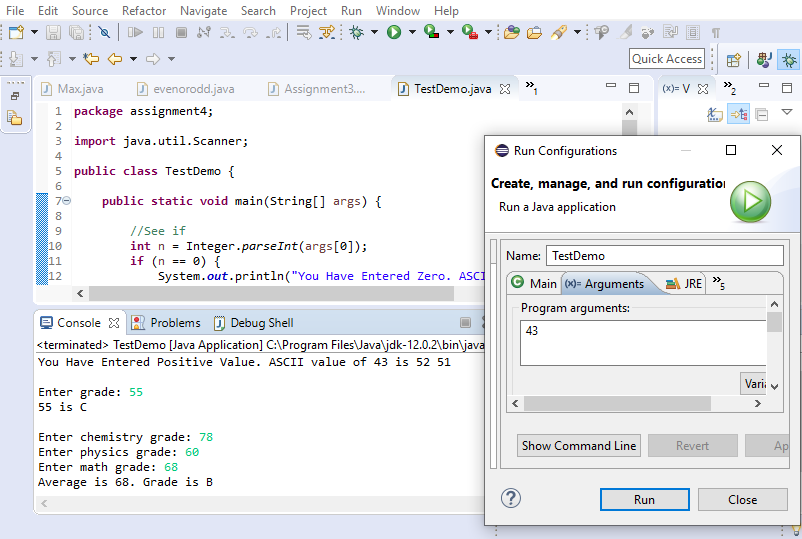 File Edit Source Refactor Navigate Search Project Run Window Help
Quick Access
Max.java evenorodd.java Assignment3.... TestDemo.java »1
(x)= V »2
1 package assignment4;
2
3 import java.util.Scanner;
4
5 public class TestDemo {
6
7 public static void main(String[] args) {
8
9 //See if
10 int n = Integer.parseInt(args[0]);
11 if (n == 0) {
12 System.out.println("You Have Entered Zero. ASCI
Console Problems Debug Shell
<terminated> TestDemo [Java Application] C:\Program Files\Java\jdk-12.0.2\bin\java
You Have Entered Positive Value. ASCII value of 43 is 52 51
Enter grade: 55
55 is C
Enter chemistry grade: 78
Enter physics grade: 60
Enter math grade: 68
Average is 68. Grade is B
Run Configurations
Create, manage, and run configuration
Run a Java application
Name: TestDemo
Main (x)= Arguments JRE »5
Program arguments:
43
Varia
Show Command Line Revert Ap
Run Close